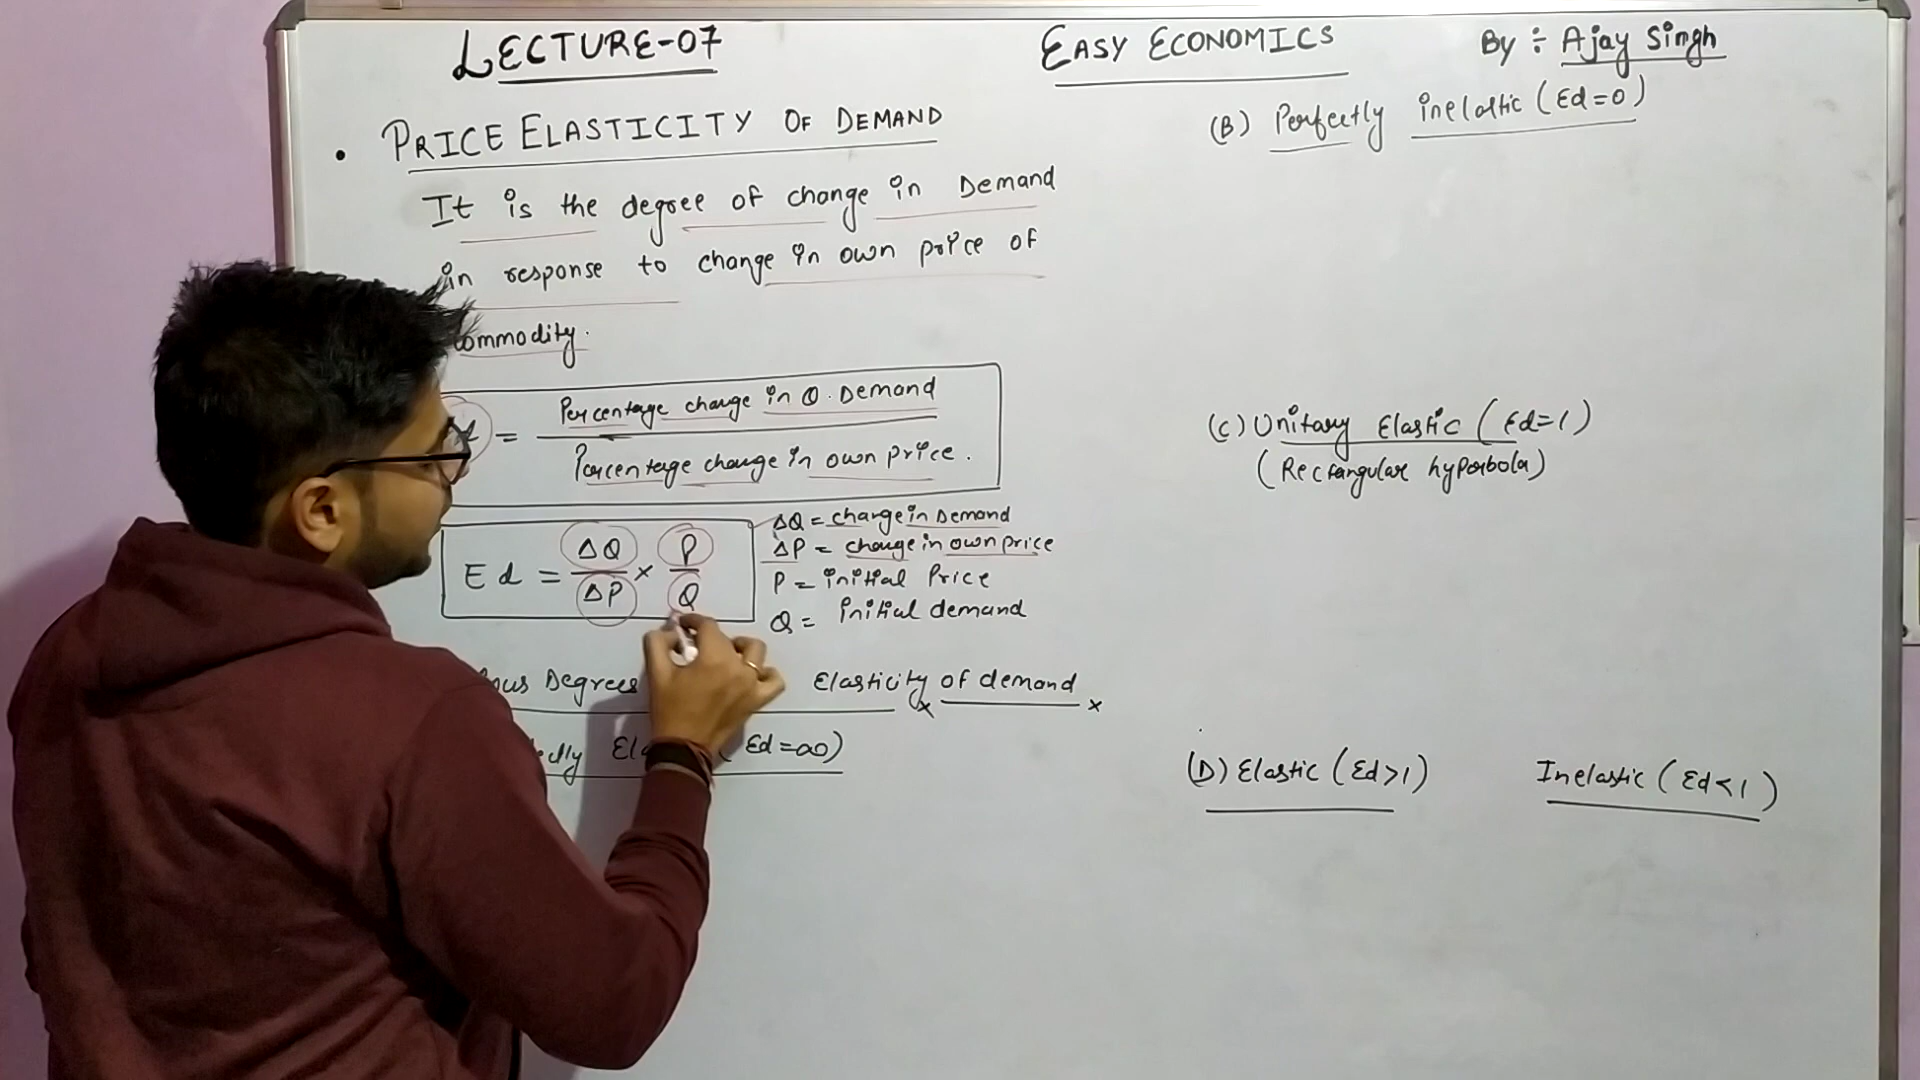 LECTURE-07
EASY ECONOMICS
By ÷ Ajay Singh
• PRICE ELASTICITY OF DEMAND
It is the degree of change in Demand
in response to change in own price of
commodity.
= Percentage change in Q. Demand
Percentage change in own price.
Ed = ΔQ/ΔP × P/Q
ΔQ = change in Demand
ΔP = change in own price
P = initial Price
Q = initial demand
Degrees Elasticity of demand
(Ed=∞)
(B) Perfectly inelastic (Ed=0)
(C) Unitary Elastic (Ed=1)
(Rectangular hyperbola)
(D) Elastic (Ed>1) Inelastic (Ed<1)